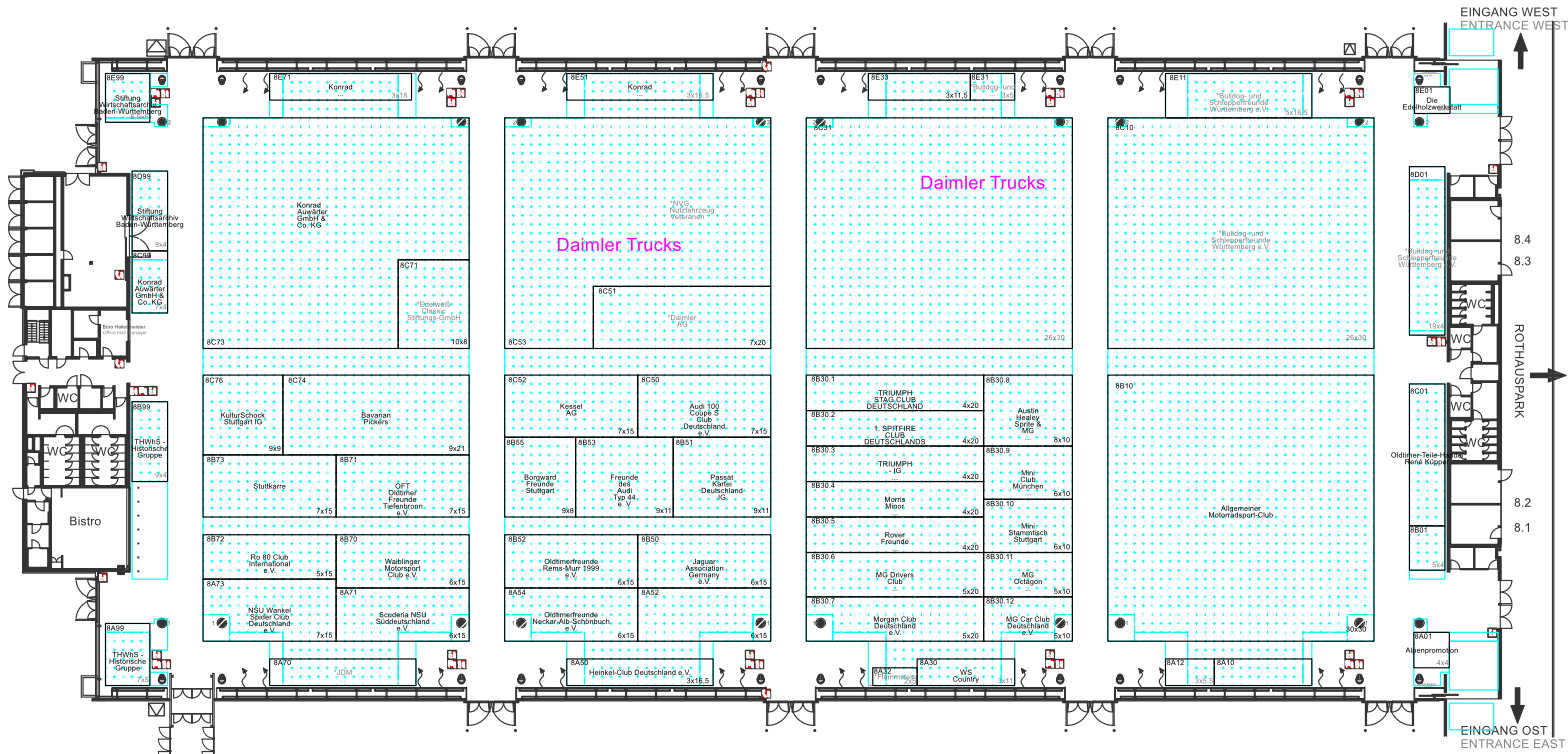 EINGANG WEST
ENTRANCE WEST
8E99
Stiftung
Wirtschaftsarchiv
Baden-Württemberg
8E71
Konrad
...
3x16
8E51
Konrad
...
3x16,5
8E33
3x11,5
8E31
*Bulldog-und
...
3x5
8E11
*Bulldog-und
Schlepperfreunde
Württemberg e.V.
5x16,5
8E01
Die
Edelholzwerkstatt
8D99
Stiftung
Wirtschaftsarchiv
Baden-Württemberg
9x4
8C99
Konrad
Auwärter
GmbH &
Co. KG
7x4
Büro Hallenmeister
Office Hall manager
Konrad
Auwärter
GmbH &
Co. KG
8C73
8C71
*Edelweiß
Classic
Stiftungs-GmbH
10x8
*NVG
Nutzfahrzeug
Veteranen
Daimler Trucks
8C53
8C51
*Daimler
AG
7x20
8C31
Daimler Trucks
26x30
8C10
*Bulldog-und
Schlepperfreunde
Württemberg e.V.
26x30
8D01
*Bulldog-und
Schlepperfreunde
Württemberg e.V.
19x4
8.4
8.3
WC
WC
ROTHAUSPARK
WC
WC
8.2
8.1
WC
WC
WC
Bistro
8B99
THWhS -
Historische
Gruppe
9x4
8C76
KulturSchock
Stuttgart IG
9x9
8C74
Bavarian
Pickers
9x21
8B73
Stuttkarre
7x15
8B71
OFT
Oldtimer
Freunde
Tiefenbronn
e.V.
7x15
8B72
Ro 80 Club
International
e.V.
5x15
8B70
Waiblinger
Motorsport
Club e.V.
6x15
8A73
NSU Wankel
Spider Club
Deutschland
e.V.
7x15
8A71
Scuderia NSU
Süddeutschland
e.V.
6x15
8C52
Kessel
AG
7x15
8C50
Audi 100
Coupe S
Club
Deutschland
e.V.
7x15
8B55
Borgward
Freunde
Stuttgart
9x8
8B53
Freunde
des
Audi
Typ 44
e. V
9x11
8B51
Passat
Kartei
Deutschland
IG
9x11
8B52
Oldtimerfreunde
Rems-Murr 1999
e.V.
6x15
8B50
Jaguar
Association
Germany
e.V.
6x15
8A54
Oldtimerfreunde
Neckar-Alb-Schönbuch
e.V.
6x15
8A52
6x15
8B30.1
TRIUMPH
STAG CLUB
DEUTSCHLAND
4x20
8B30.2
1. SPITFIRE
CLUB
DEUTSCHLANDS
4x20
8B30.3
TRIUMPH
- IG
...
4x20
8B30.4
Morris
Minor
...
4x20
8B30.5
Rover
Freunde
...
4x20
8B30.6
MG Drivers
Club
...
5x20
8B30.7
Morgan Club
Deutschland
e.V.
5x20
8B30.8
Austin
Healey
Sprite &
MG
...
8x10
8B30.9
Mini
Club
München
...
6x10
8B30.10
Mini
Stammtisch
Stuttgart
6x10
8B30.11
MG
Octagon
...
5x10
8B30.12
MG Car Club
Deutschland
e.V.
5x10
8B10
Allgemeiner
Motorradsport-Club
30x30
8C01
Oldtimer-Teile-Handel
René Küpper
8B01
5x4
8A99
THWhS -
Historische
Gruppe
7x5
8A70
JDM
...
8A50
Heinkel-Club Deutschland e.V.
3x16,5
8A32
8A30
WS
Country
3x11
8A12
3x5,5
8A10
8A01
Alpenpromotion
4x4
EINGANG OST
ENTRANCE EAST